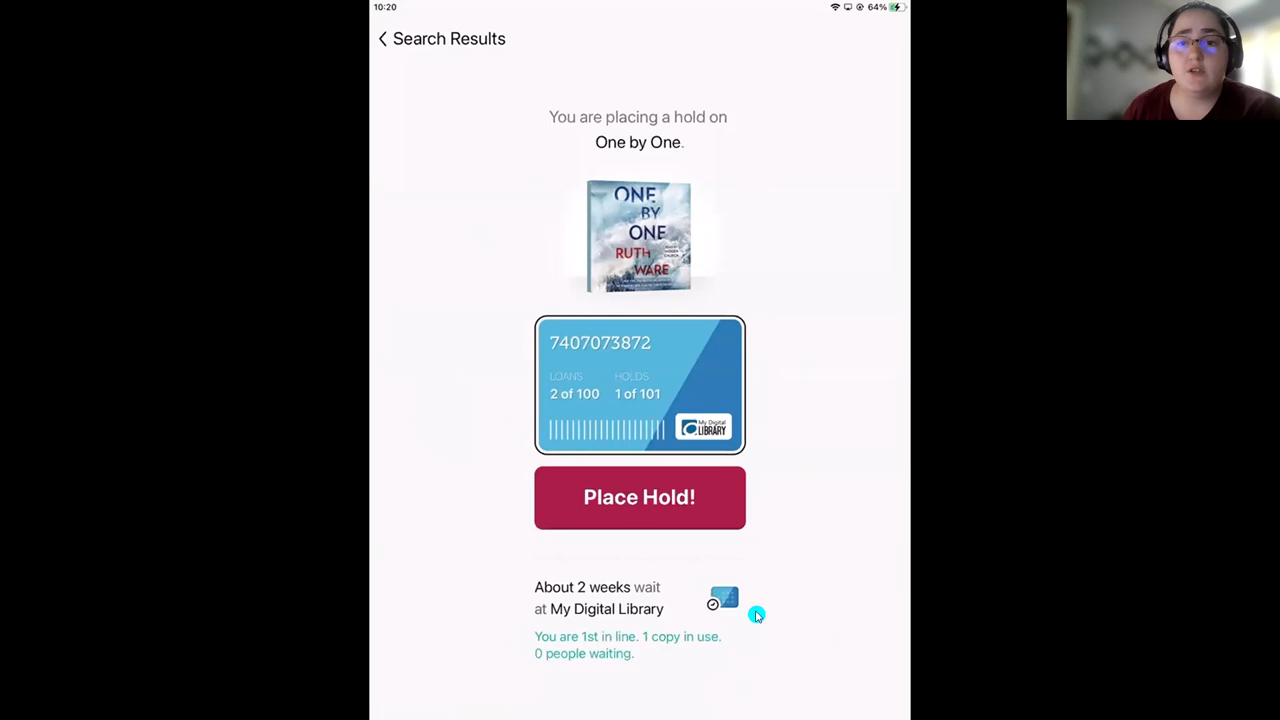 10:20
64%
Search Results
You are placing a hold on
One by One.
ONE
BY
ONE
RUTH
WARE
7407073872
LOANS HOLDS
2 of 100 1 of 101
My Digital
LIBRARY
Place Hold!
About 2 weeks wait
at My Digital Library
You are 1st in line. 1 copy in use.
0 people waiting.